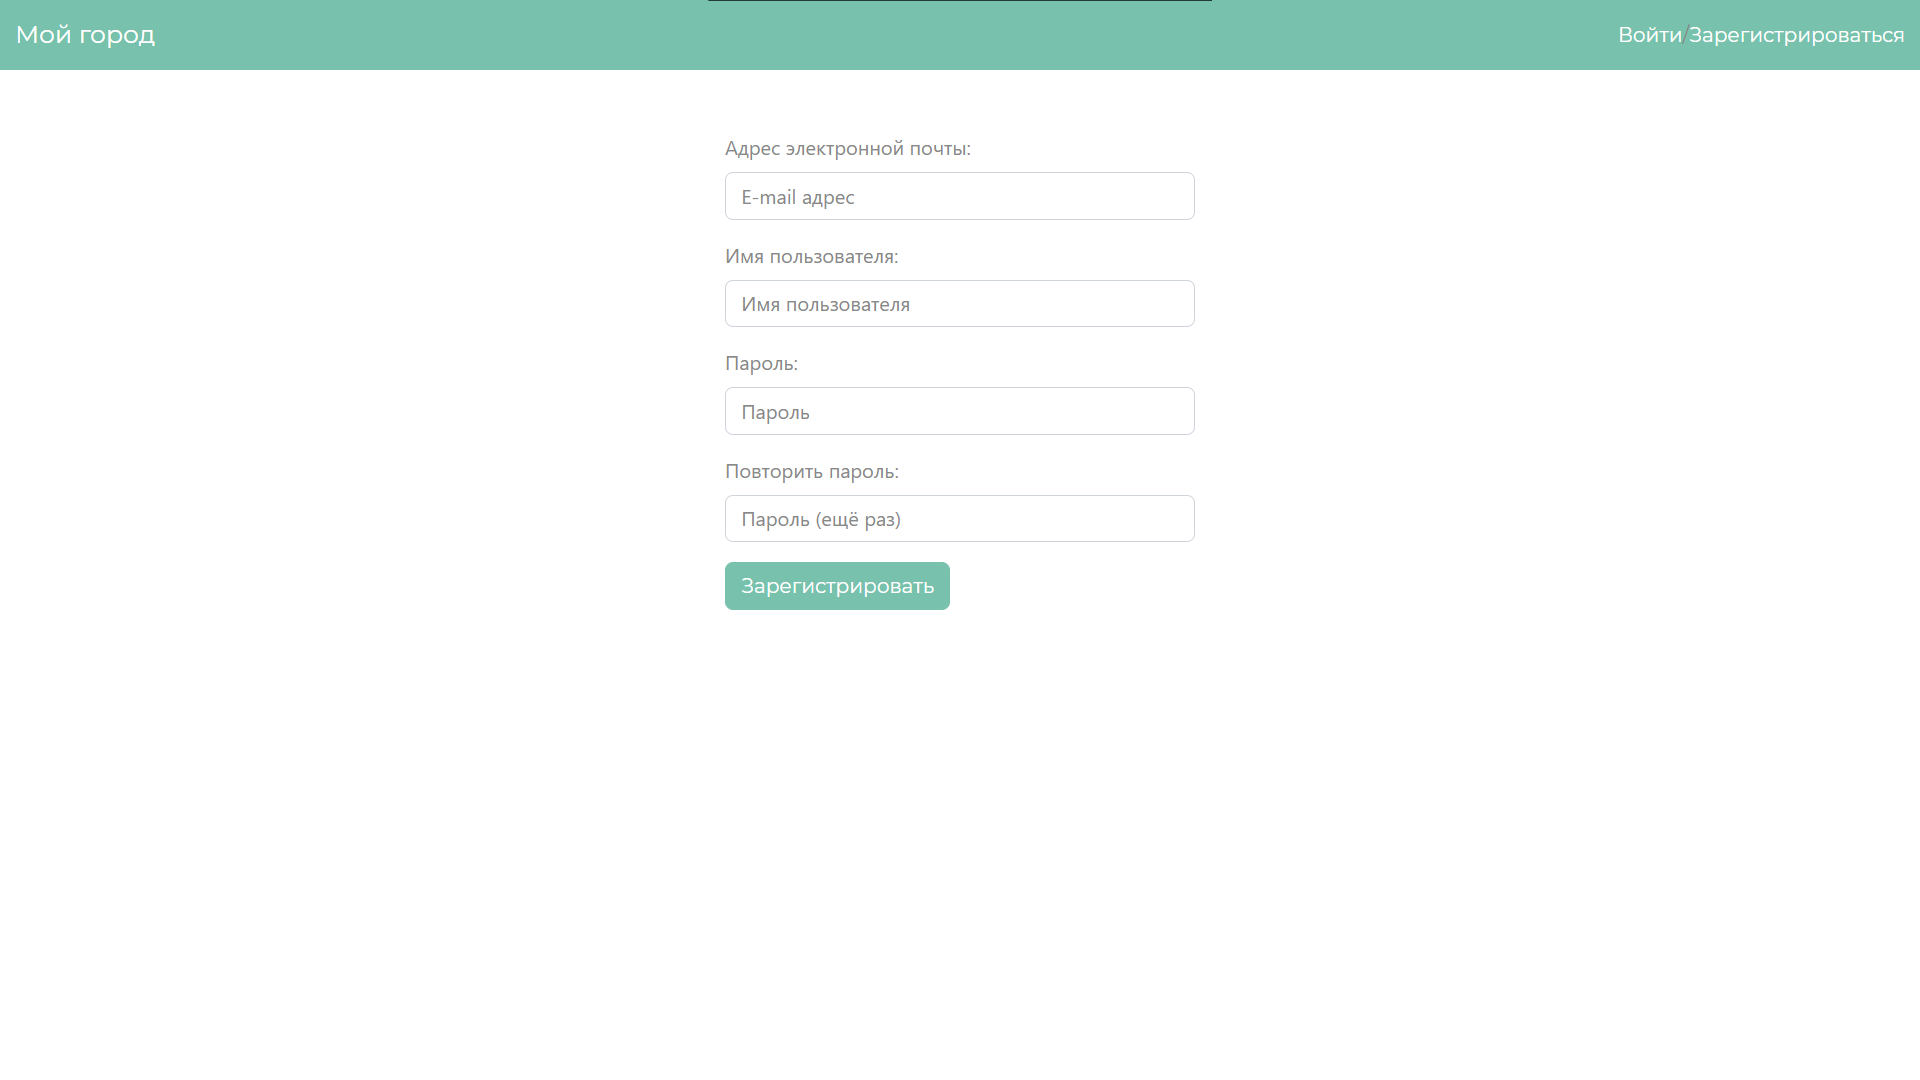 Мой город
Войти/Зарегистрироваться
Адрес электронной почты:
E-mail адрес
Имя пользователя:
Имя пользователя
Пароль:
Пароль
Повторить пароль:
Пароль (ещё раз)
Зарегистрировать